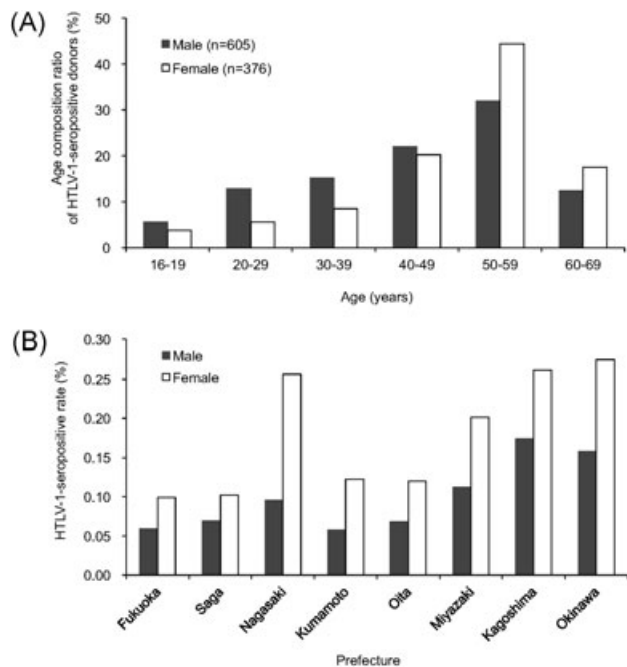 (A)
Age composition ratio
of HTLV-1-seropositive donors (%)
50
40
30
20
10
0
Male (n=605)
Female (n=376)
16-19 20-29 30-39 40-49 50-59 60-69
Age (years)
(B)
HTLV-1-seropositive rate (%)
0.30
0.25
0.20
0.15
0.10
0.05
0.00
Male
Female
Fukuoka Saga Nagasaki Kumamoto Oita Miyazaki Kagoshima Okinawa
Prefecture